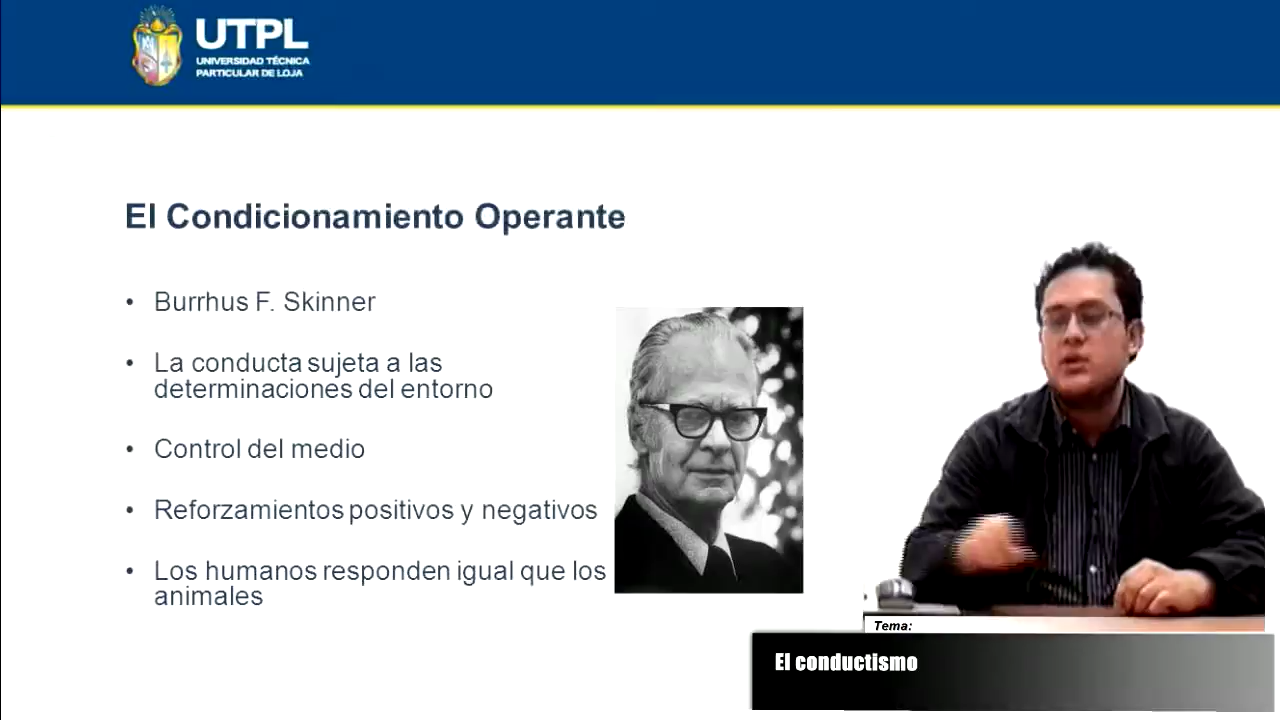 UTPL
UNIVERSIDAD TÉCNICA
PARTICULAR DE LOJA
El Condicionamiento Operante
• Burrhus F. Skinner
• La conducta sujeta a las
determinaciones del entorno
• Control del medio
• Reforzamientos positivos y negativos
• Los humanos responden igual que los
animales
Tema:
El conductismo